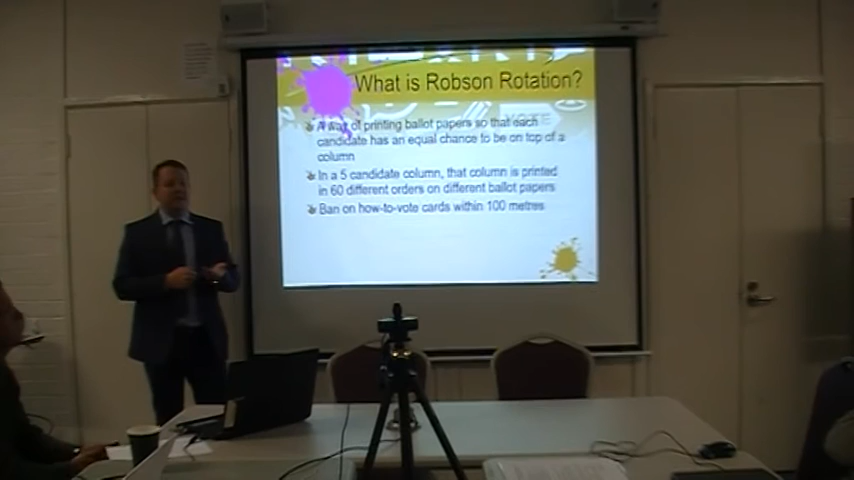 What is Robson Rotation?
A way of printing ballot papers so that each
candidate has an equal chance to be on top of a
column
In a 5 candidate column, that column is printed
in 60 different orders on different ballot papers
Ban on how-to-vote cards within 100 metres